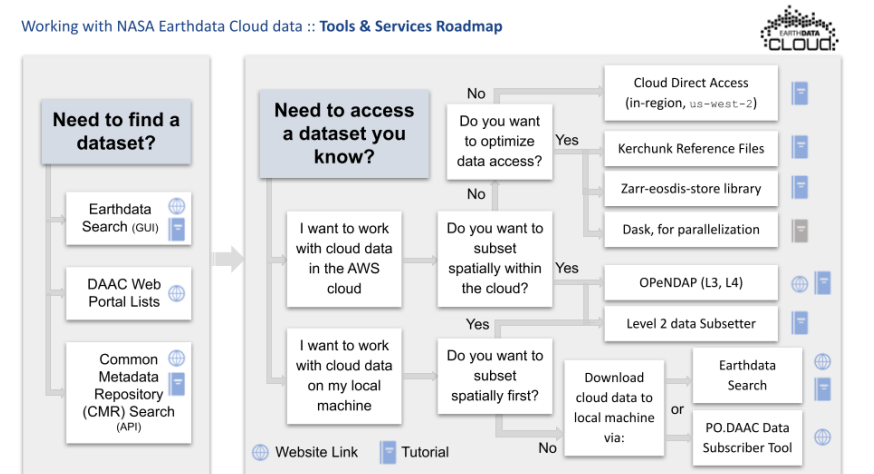 Working with NASA Earthdata Cloud data :: Tools & Services Roadmap
EARTHDATA
CLOUD
Need to find a
dataset?
Earthdata
Search (GUI)
DAAC Web
Portal Lists
Common
Metadata
Repository
(CMR) Search
(API)
Need to access
a dataset you
know?
I want to work
with cloud data
in the AWS
cloud
I want to work
with cloud data
on my local
machine
No
Do you want
to optimize
data access?
Yes
No
Do you want to
subset
spatially within
the cloud?
Yes
Yes
Do you want to
subset
spatially first?
No
Cloud Direct Access
(in-region, us-west-2)
Kerchunk Reference Files
Zarr-eosdis-store library
Dask, for parallelization
OPeNDAP (L3, L4)
Level 2 data Subsetter
Download
cloud data to
local machine
via:
Earthdata
Search
or
PO.DAAC Data
Subscriber Tool
Website Link
Tutorial